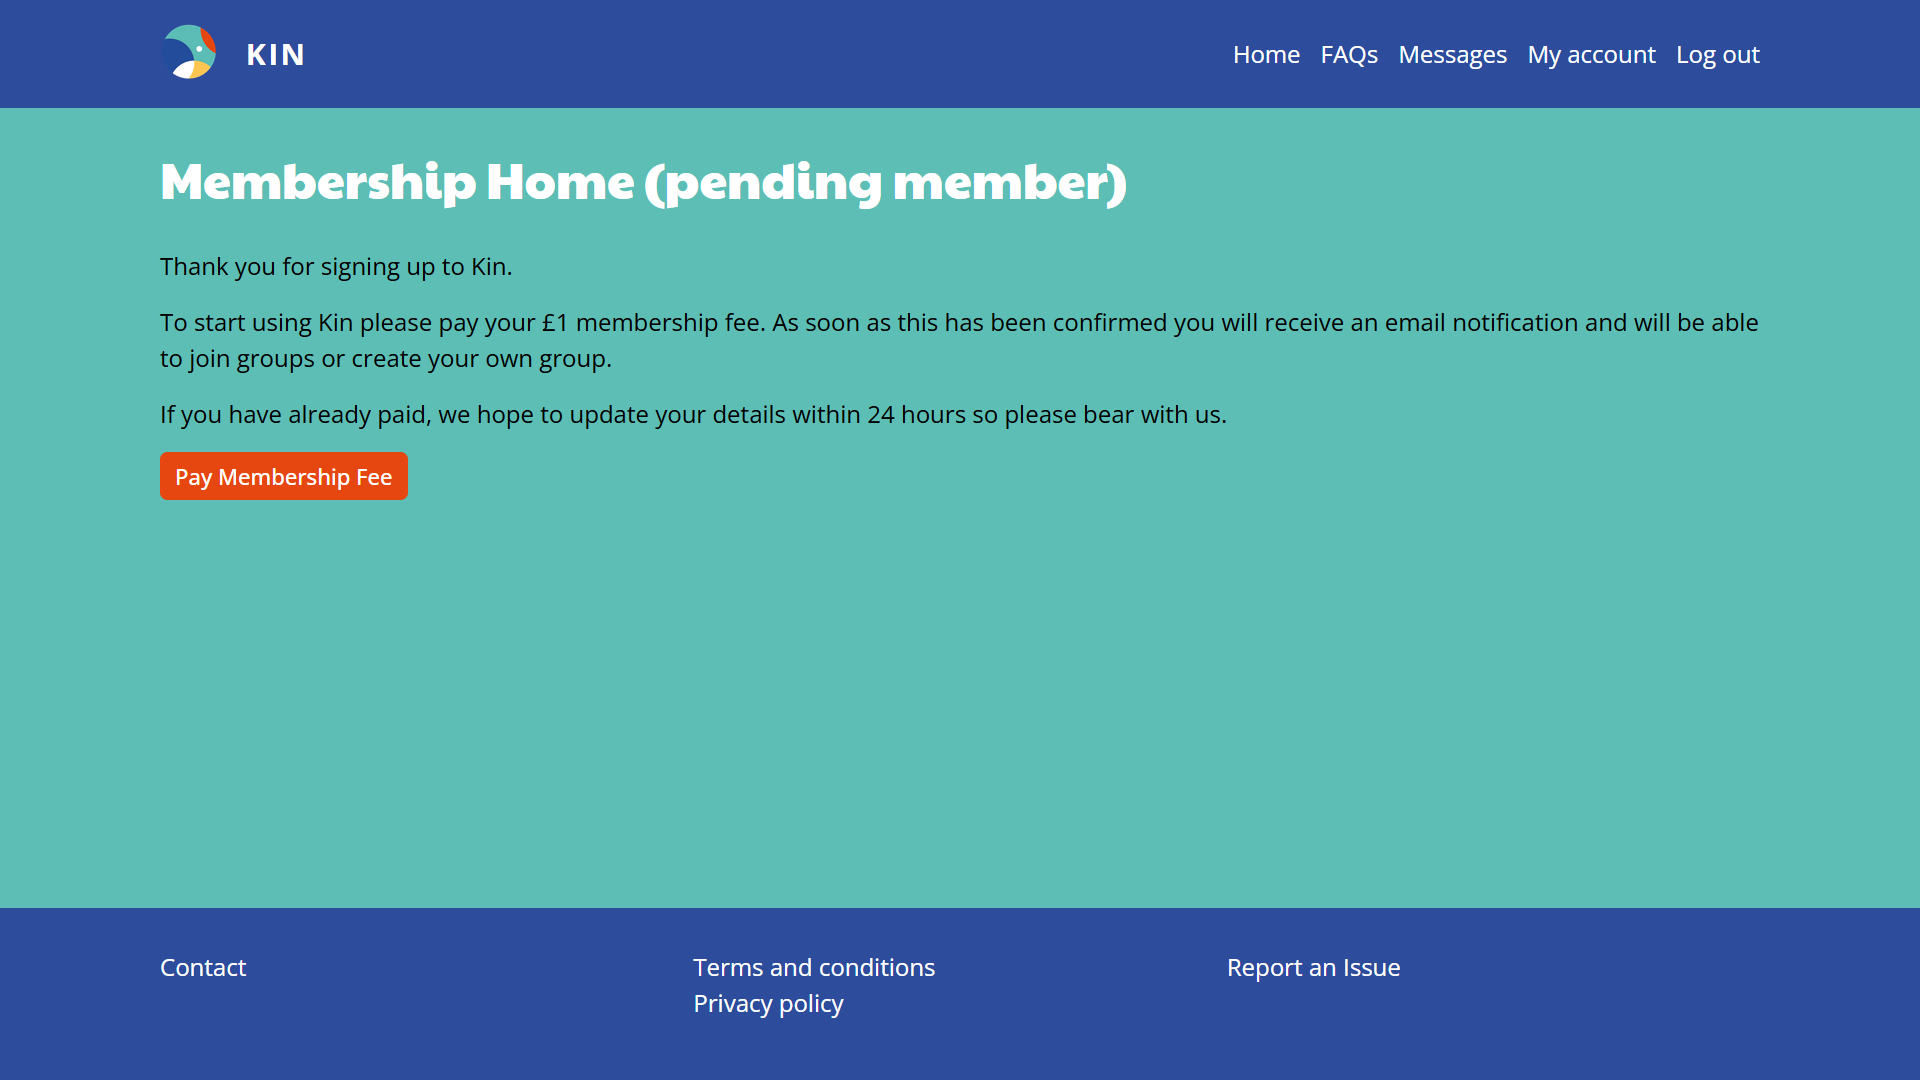 KIN
Home FAQs Messages My account Log out
Membership Home (pending member)
Thank you for signing up to Kin.
To start using Kin please pay your £1 membership fee. As soon as this has been confirmed you will receive an email notification and will be able
to join groups or create your own group.
If you have already paid, we hope to update your details within 24 hours so please bear with us.
Pay Membership Fee
Contact
Terms and conditions
Privacy policy
Report an Issue